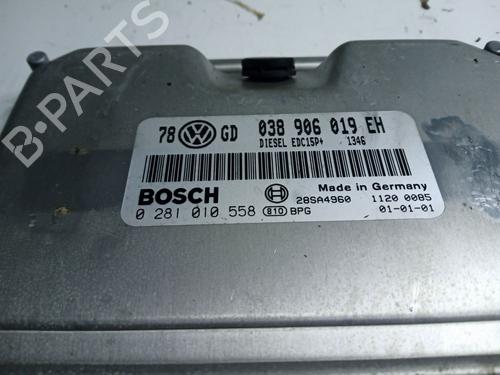 78 GD 038 906 019 EH
DIESEL EDC15P+ 1346
BOSCH Made in Germany
28SA4960 1120 0085
0 281 010 558 810 BPG 01-01-01
B-PARTS